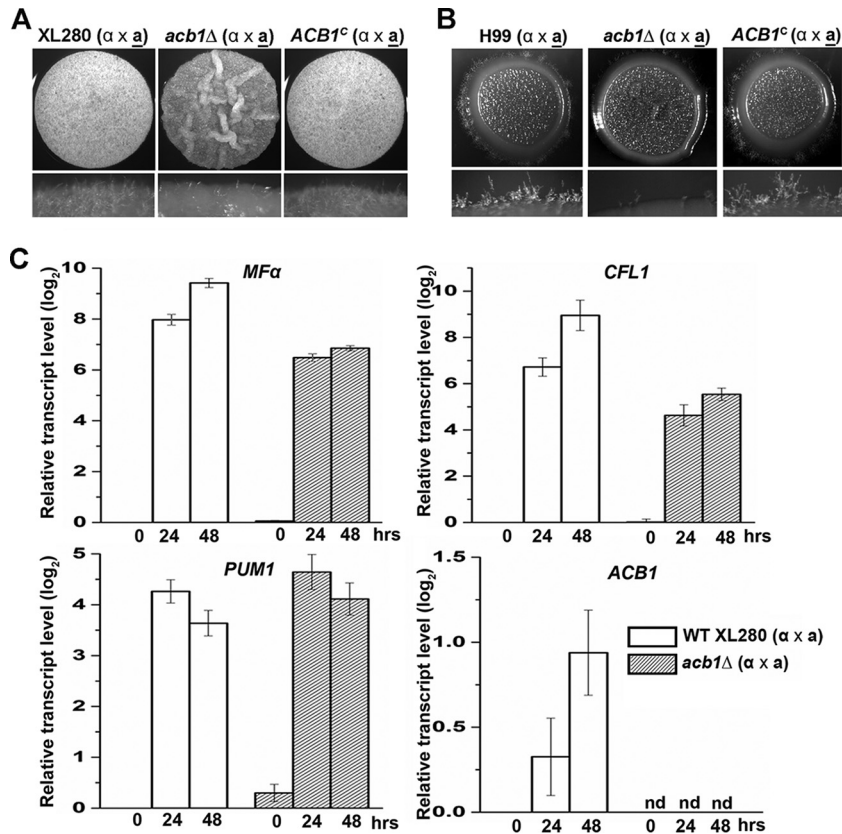 A
XL280 (α x a) acb1Δ (α x a) ACB1ᶜ (α x a)
B
H99 (α x a) acb1Δ (α x a) ACB1ᶜ (α x a)
C
Relative transcript level (log₂)
MFα
10
8
6
4
2
0
0 24 48 0 24 48 hrs
Relative transcript level (log₂)
CFL1
10
8
6
4
2
0
0 24 48 0 24 48 hrs
Relative transcript level (log₂)
PUM1
5
4
3
2
1
0
0 24 48 0 24 48 hrs
Relative transcript level (log₂)
ACB1
1.5
1.0
0.5
0.0
WT XL280 (α x a)
acb1Δ (α x a)
nd nd nd
0 24 48 0 24 48 hrs